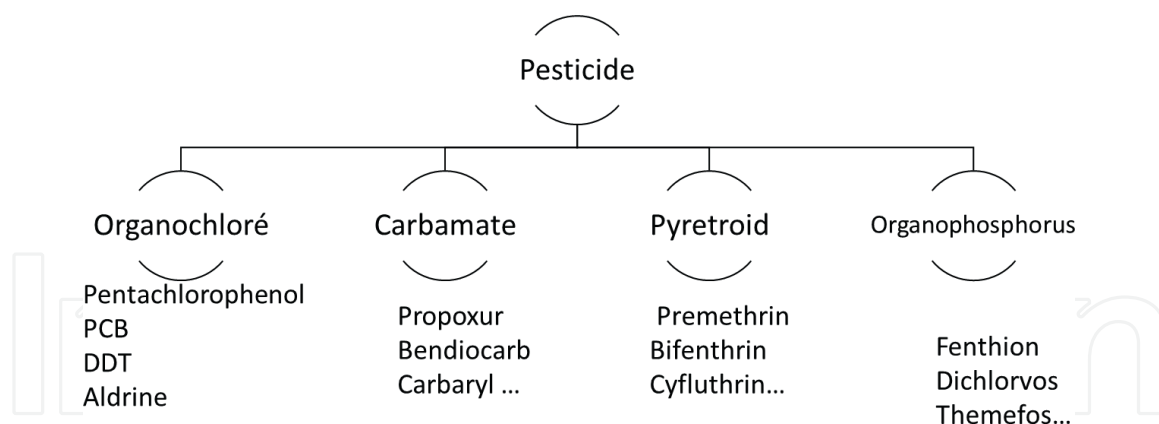 Pesticide
Organochloré
Carbamate
Pyretroid
Organophosphorus
Pentachlorophenol
PCB
DDT
Aldrine
Propoxur
Bendiocarb
Carbaryl ...
Premethrin
Bifenthrin
Cyfluthrin...
Fenthion
Dichlorvos
Themefos...